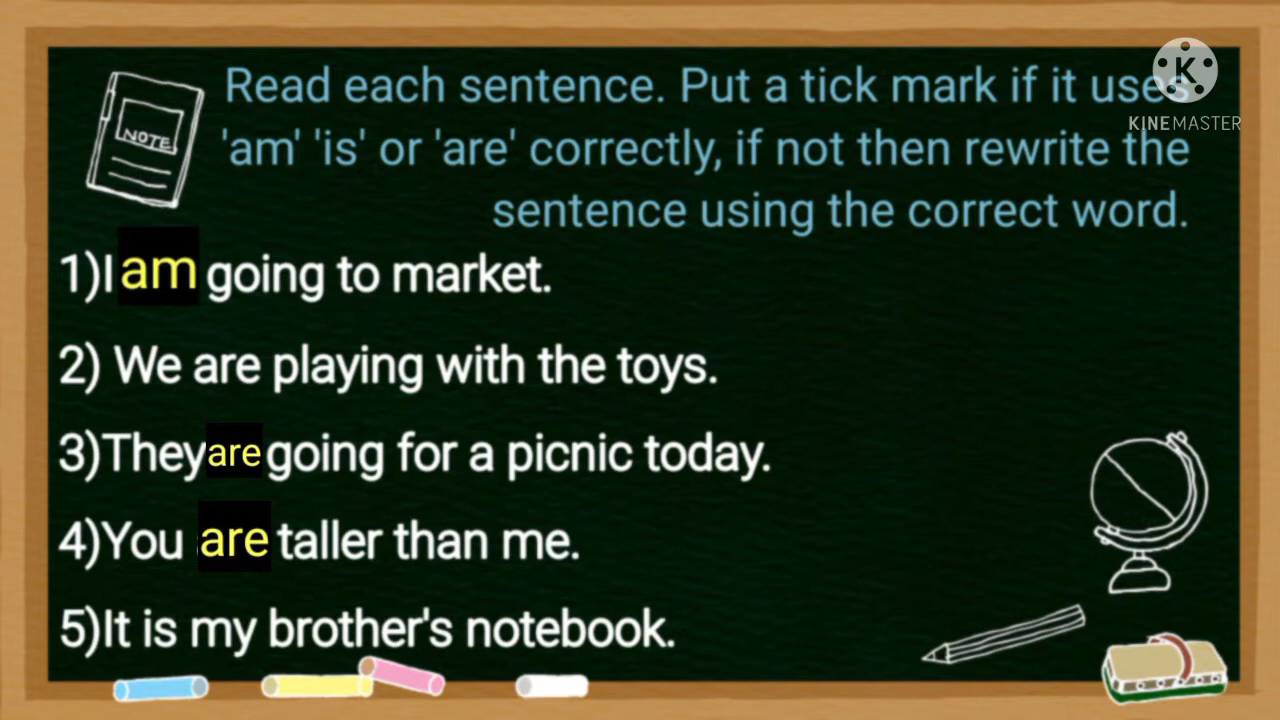 NOTE
Read each sentence. Put a tick mark if it uses
K
KINEMASTER
'am' 'is' or 'are' correctly, if not then rewrite the
sentence using the correct word.
1)I am going to market.
2) We are playing with the toys.
3)They are going for a picnic today.
4)You are taller than me.
5)It is my brother's notebook.